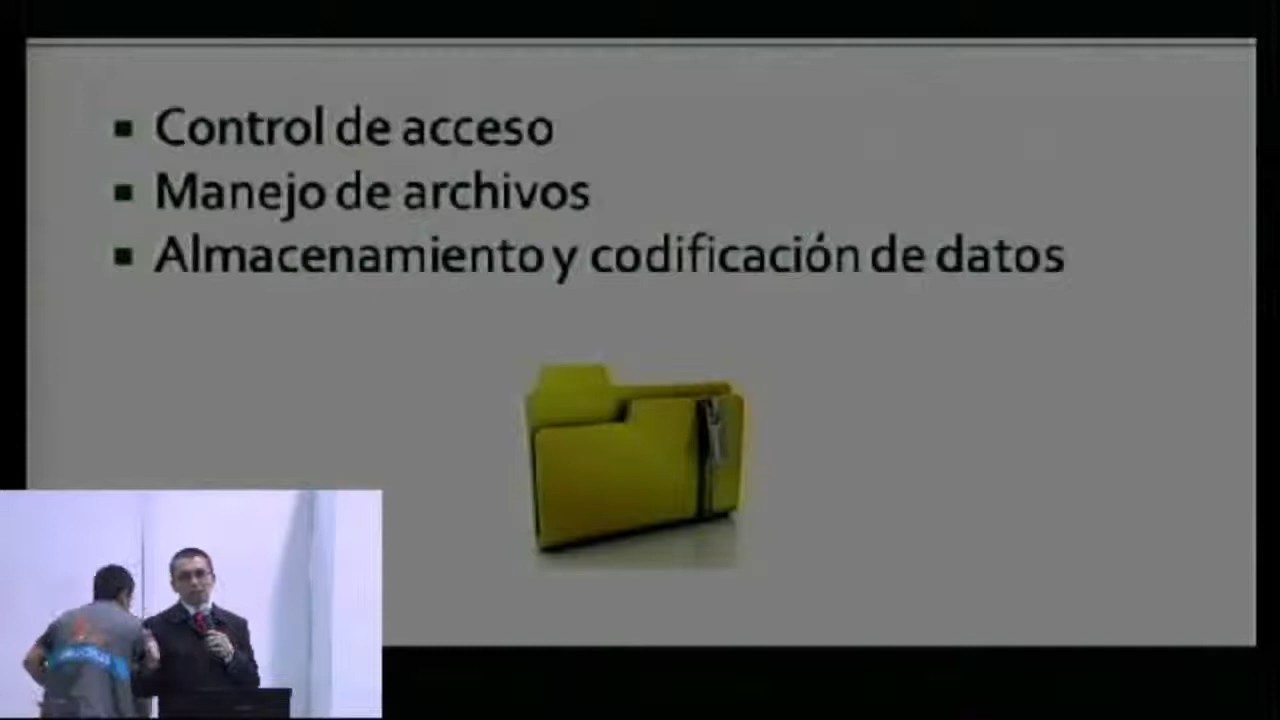 Control de acceso
Manejo de archivos
Almacenamiento y codificación de datos